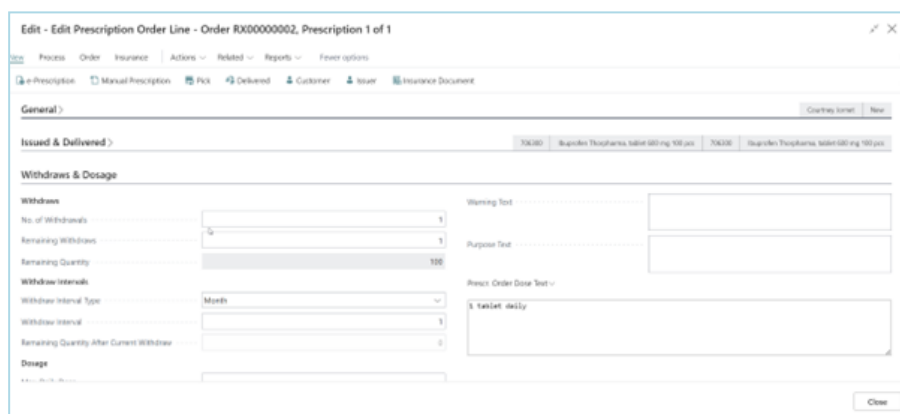 Edit - Edit Prescription Order Line - Order RX00000002, Prescription 1 of 1
New Process Order Insurance Actions Related Reports Fewer options
e-Prescription Manual Prescription Pick Delivered Customer Issuer Insurance Document
General
Courtney Jornet New
Issued & Delivered
706380 Ibuprofen Thorpharma, tablet 600 mg 100 pcs 706380 Ibuprofen Thorpharma, tablet 600 mg 100 pcs
Withdraws & Dosage
Withdraws
No. of Withdrawals 1
Remaining Withdraws 1
Remaining Quantity 100
Withdraw Intervals
Withdraw Interval Type Month
Withdraw Interval 1
Remaining Quantity After Current Withdraw 0
Dosage
Warning Text
Purpose Text
Prescr. Order Dose Text
1 tablet daily
Close